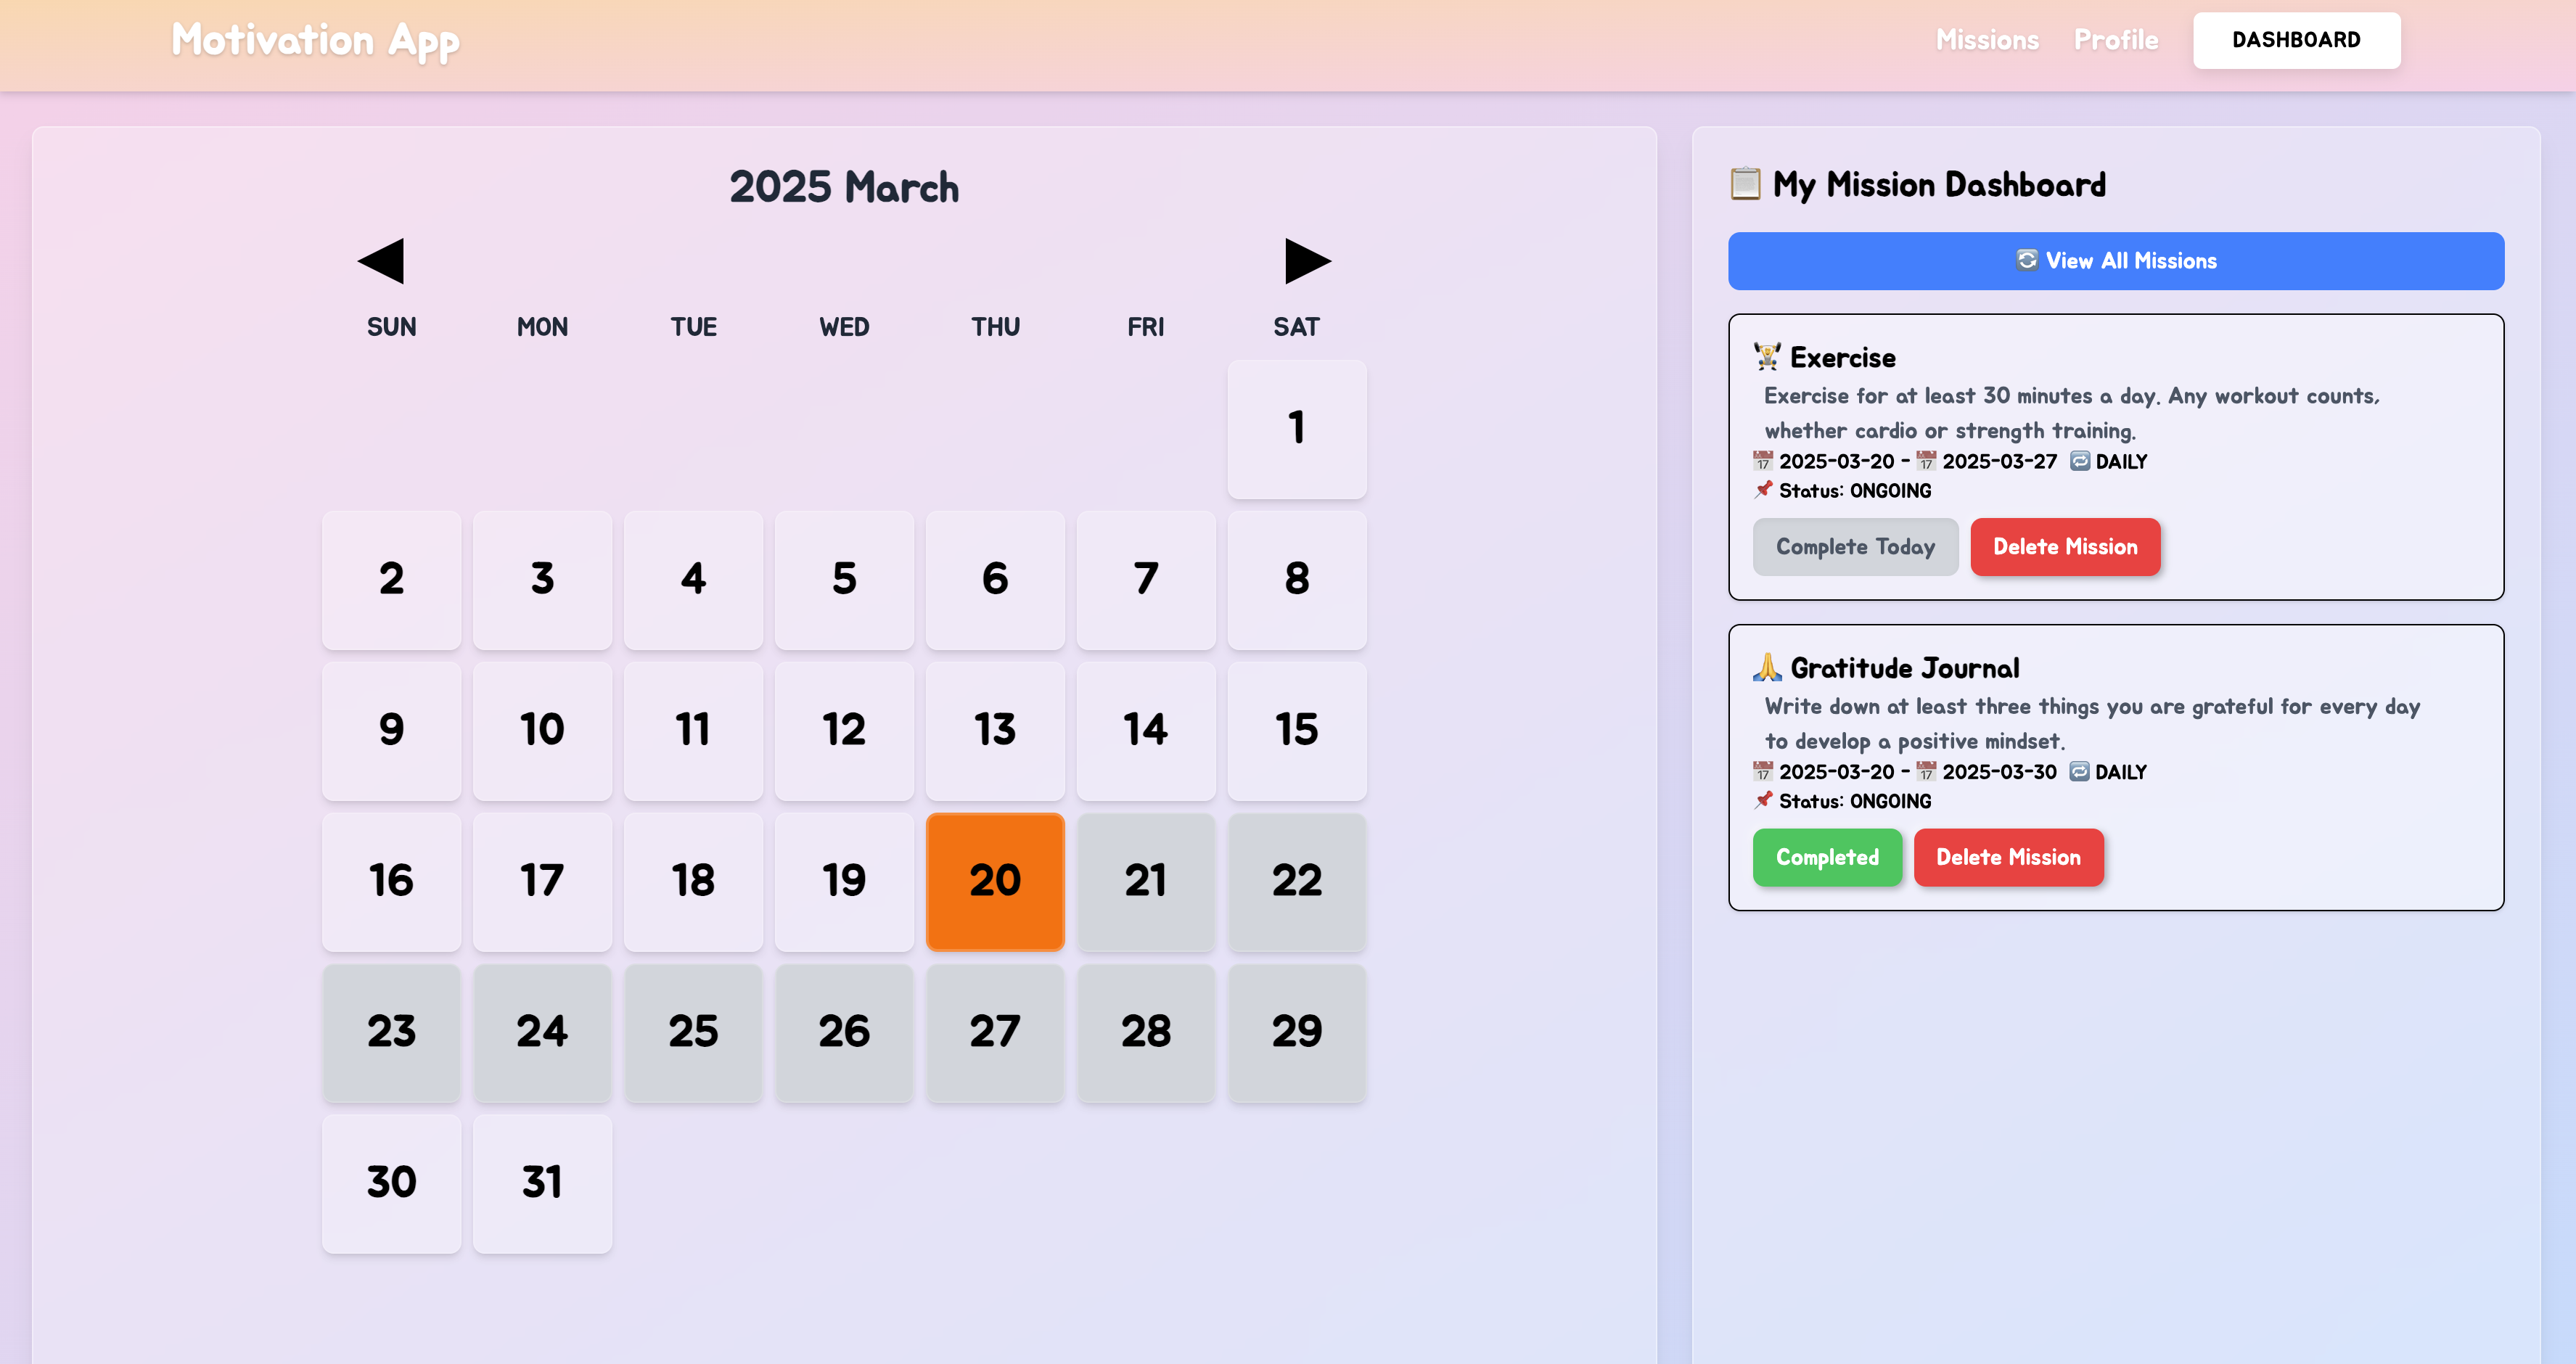 Motivation App
Missions Profile DASHBOARD
2025 March
SUN MON TUE WED THU FRI SAT
1
2 3 4 5 6 7 8
9 10 11 12 13 14 15
16 17 18 19 20 21 22
23 24 25 26 27 28 29
30 31
My Mission Dashboard
View All Missions
Exercise
Exercise for at least 30 minutes a day. Any workout counts,
whether cardio or strength training.
2025-03-20 - 2025-03-27 DAILY
Status: ONGOING
Complete Today Delete Mission
Gratitude Journal
Write down at least three things you are grateful for every day
to develop a positive mindset.
2025-03-20 - 2025-03-30 DAILY
Status: ONGOING
Completed Delete Mission